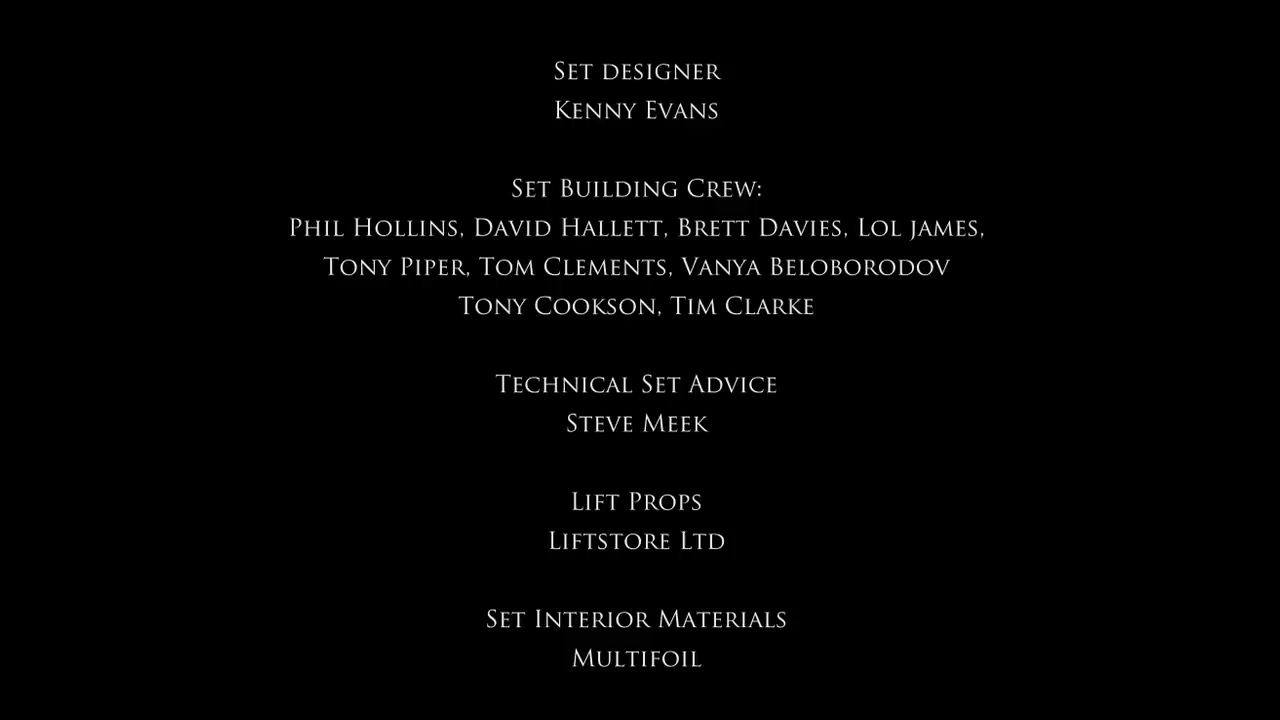 Set designer
Kenny Evans
Set Building Crew:
Phil Hollins, David Hallett, Brett Davies, Lol james,
Tony Piper, Tom Clements, Vanya Beloborodov
Tony Cookson, Tim Clarke
Technical Set Advice
Steve Meek
Lift Props
Liftstore Ltd
Set Interior Materials
Multifoil